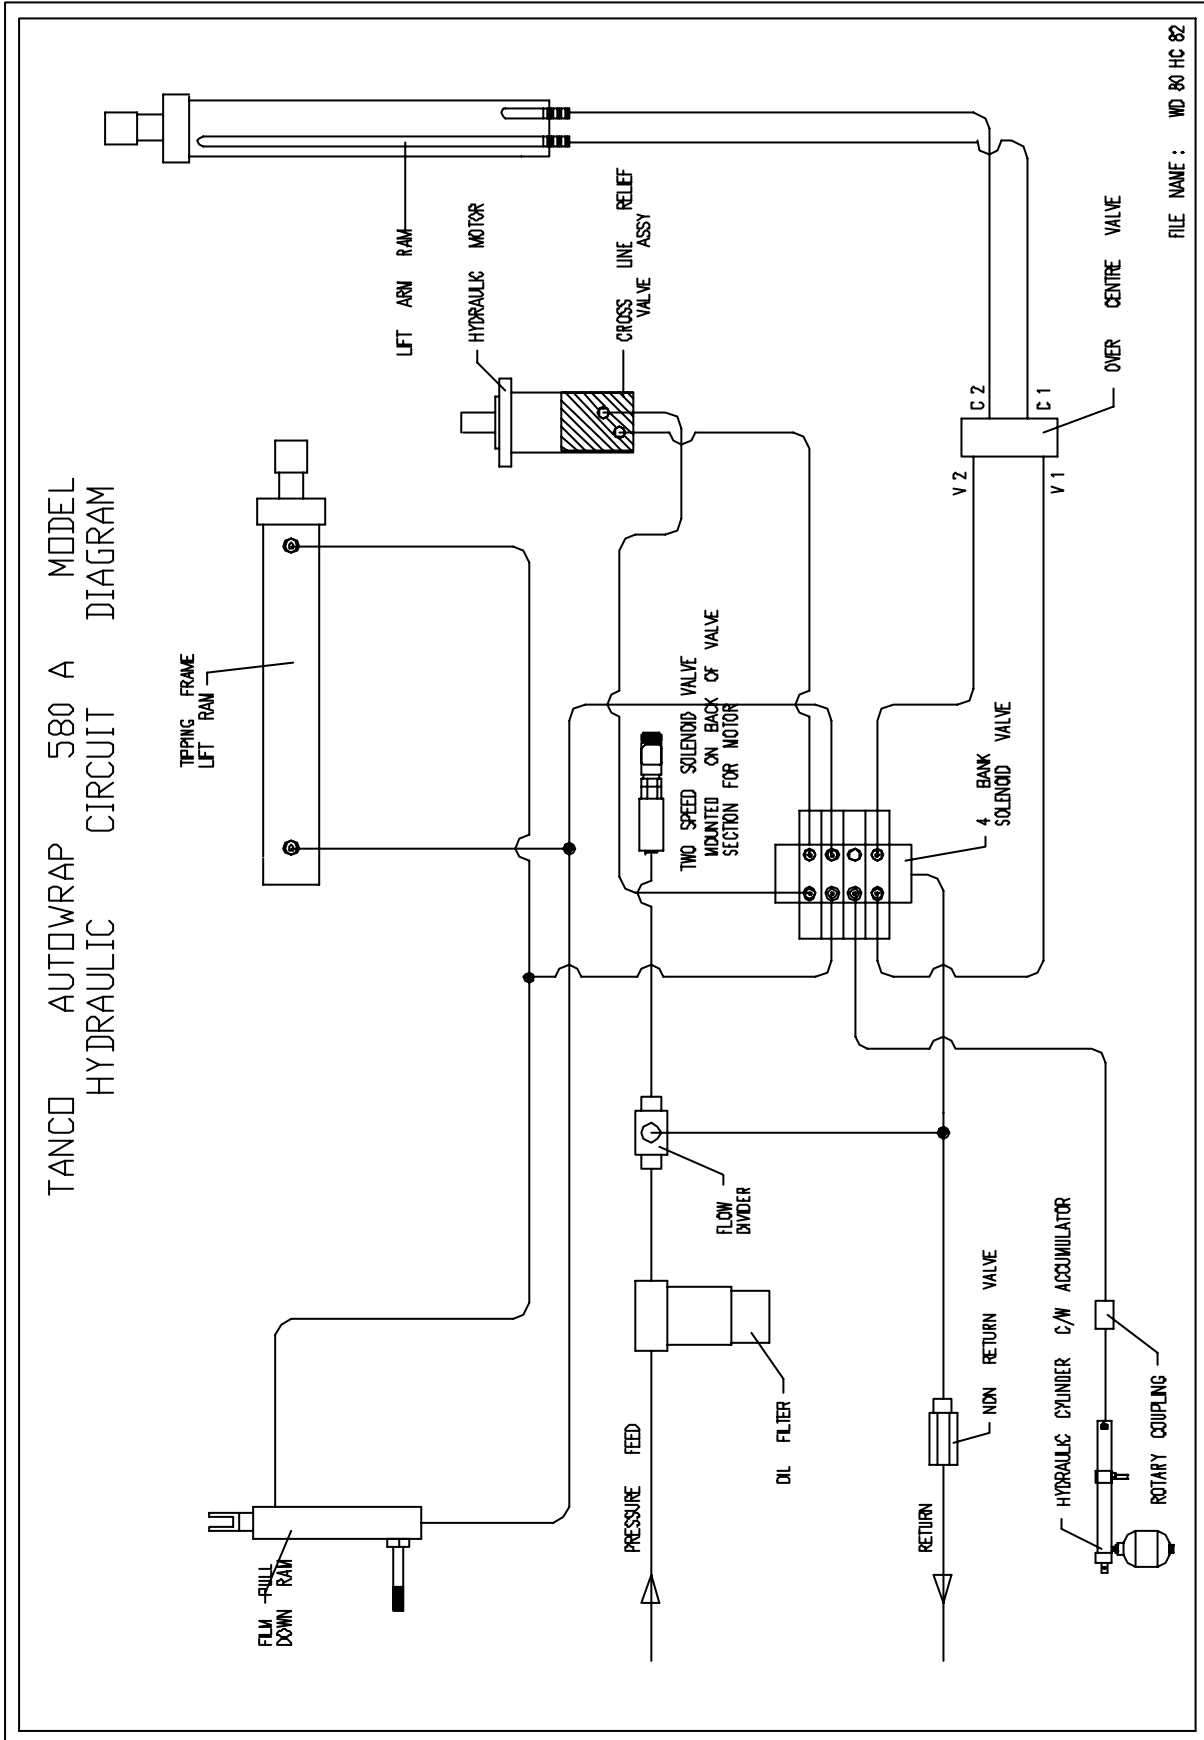 TANCO AUTOWRAP 580 A MODEL
HYDRAULIC CIRCUIT DIAGRAM
FILM PULL
DOWN RAM
TIPPING FRAME
LIFT RAM
LIFT ARM RAM
HYDRAULIC MOTOR
CROSS LINE RELIEF
VALVE ASSY
PRESSURE FEED
OIL FILTER
FLOW
DIVIDER
TWO SPEED SOLENOID VALVE
MOUNTED ON BACK OF VALVE
SECTION FOR MOTOR
RETURN
NON RETURN VALVE
4 BANK
SOLENOID VALVE
V 2
V 1
C 2
C 1
OVER CENTRE VALVE
HYDRAULIC CYLINDER C/W ACCUMULATOR
ROTARY COUPLING
FILE NAME : WD 80 HC 82